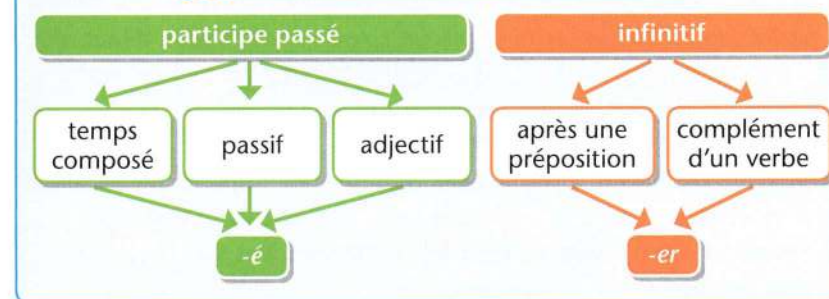 participe passé
infinitif
temps
composé
passif
adjectif
après une
préposition
complément
d'un verbe
-é
-er